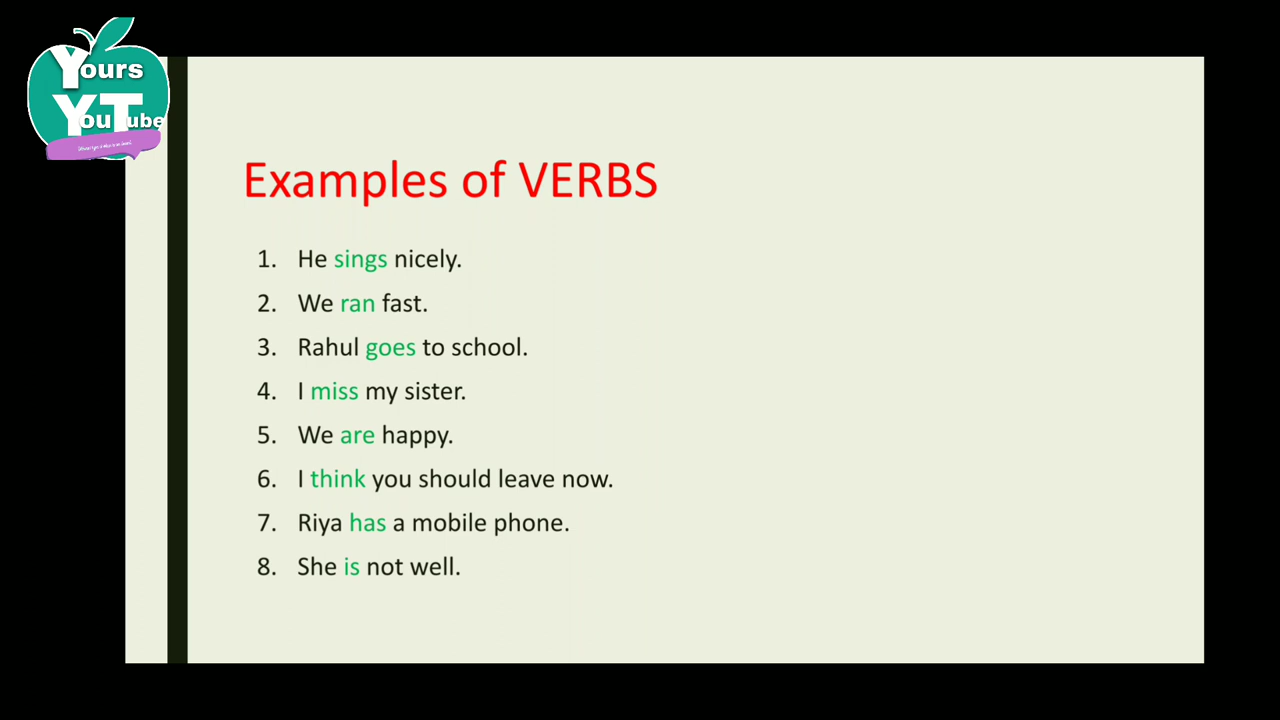 Yours
YouTube
Examples of VERBS
1. He sings nicely.
2. We ran fast.
3. Rahul goes to school.
4. I miss my sister.
5. We are happy.
6. I think you should leave now.
7. Riya has a mobile phone.
8. She is not well.